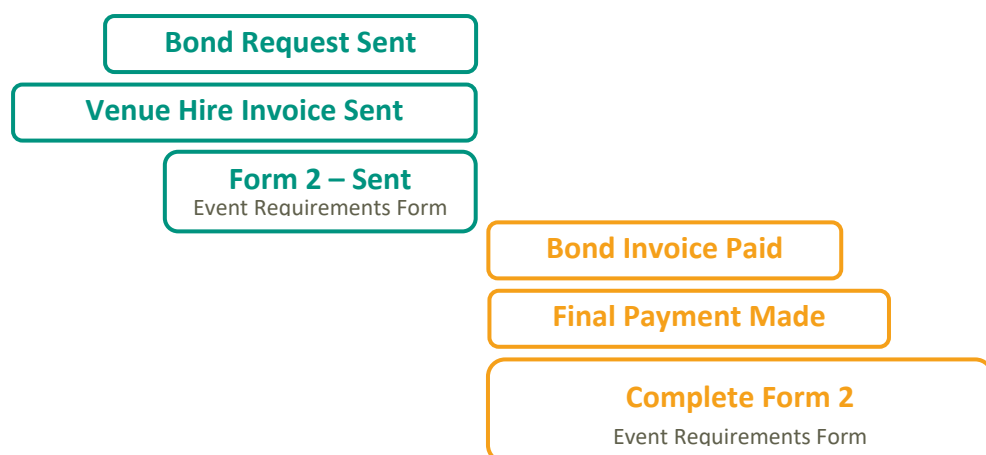 Bond Request Sent
Venue Hire Invoice Sent
Form 2 – Sent
Event Requirements Form
Bond Invoice Paid
Final Payment Made
Complete Form 2
Event Requirements Form